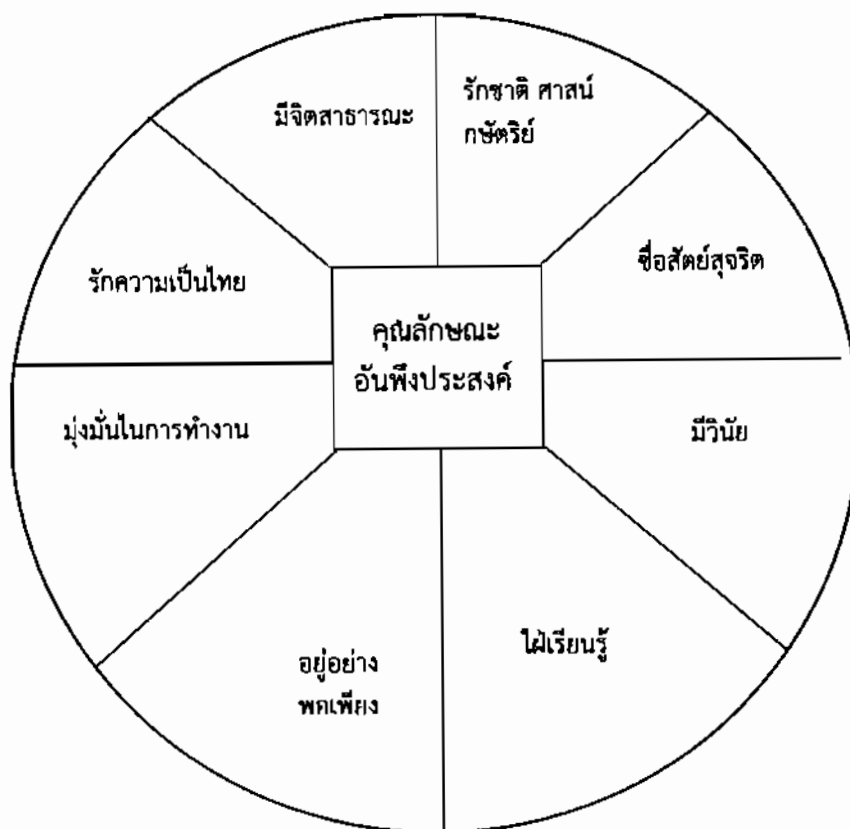 มีจิตสาธารณะ
รักชาติ ศาสน์
กษัตริย์
รักความเป็นไทย
ซื่อสัตย์สุจริต
คุณลักษณะ
อันพึงประสงค์
มุ่งมั่นในการทำงาน
มีวินัย
ใฝ่เรียนรู้
อยู่อย่าง
พอเพียง